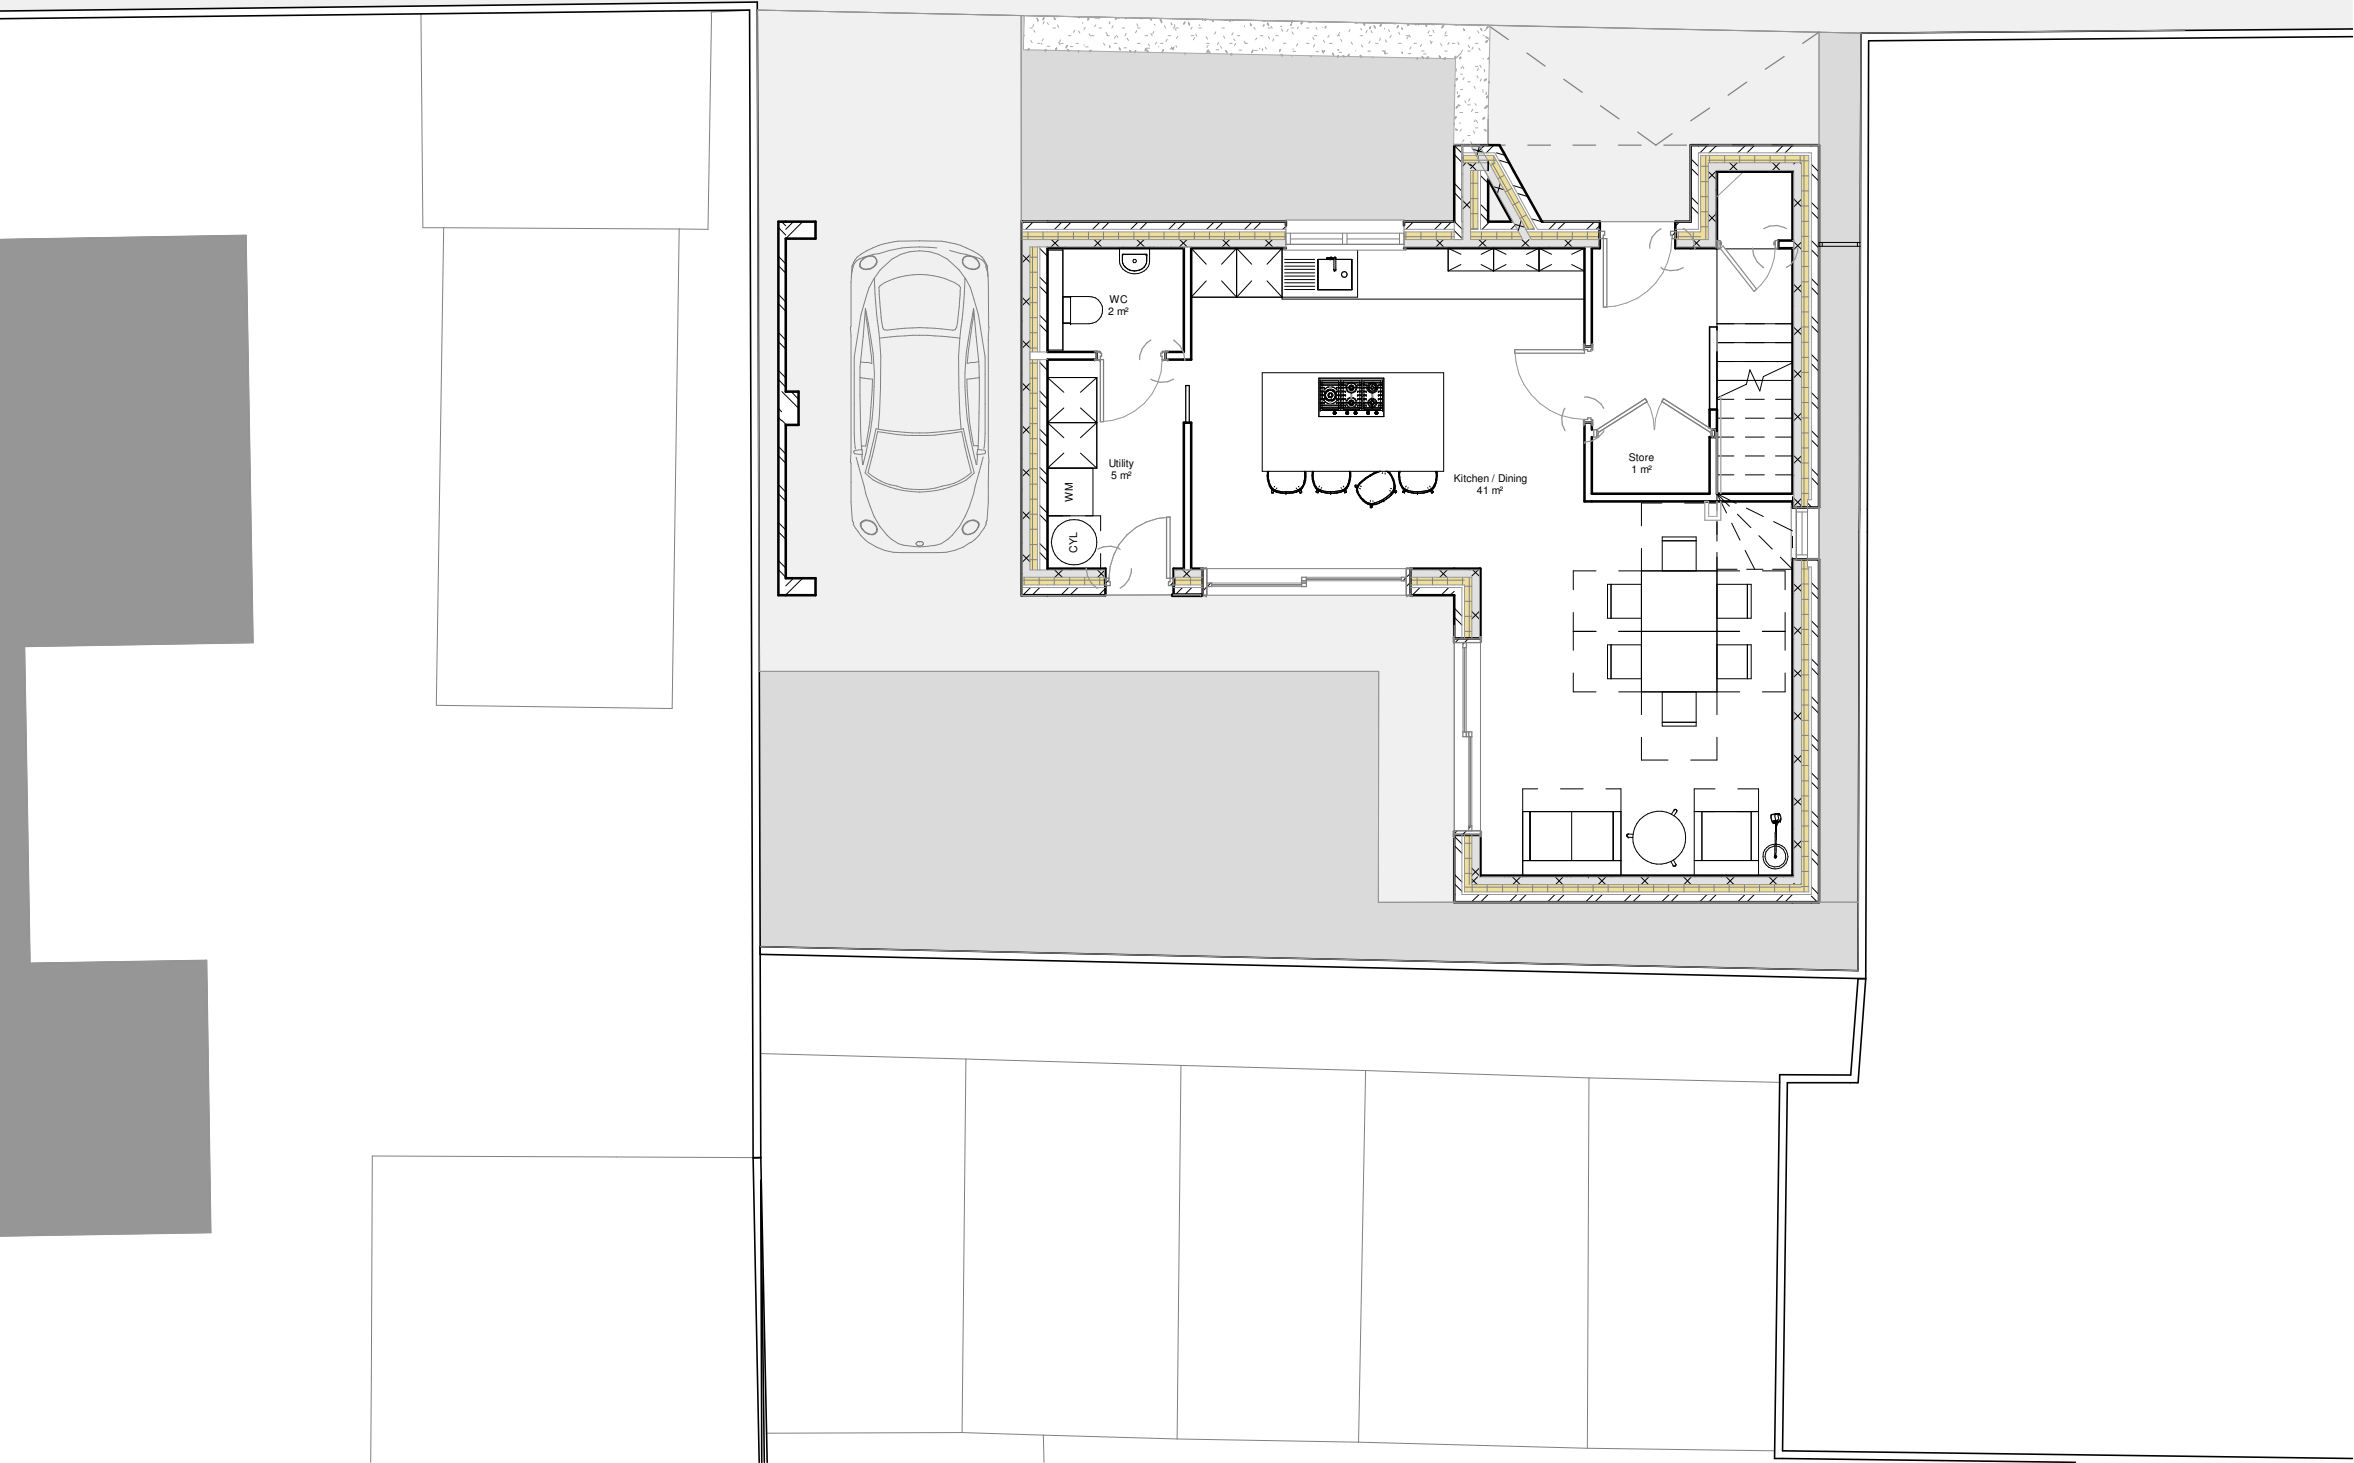 WC
2 m²
Utility
5 m²
WM
CYL
Kitchen / Dining
41 m²
Store
1 m²